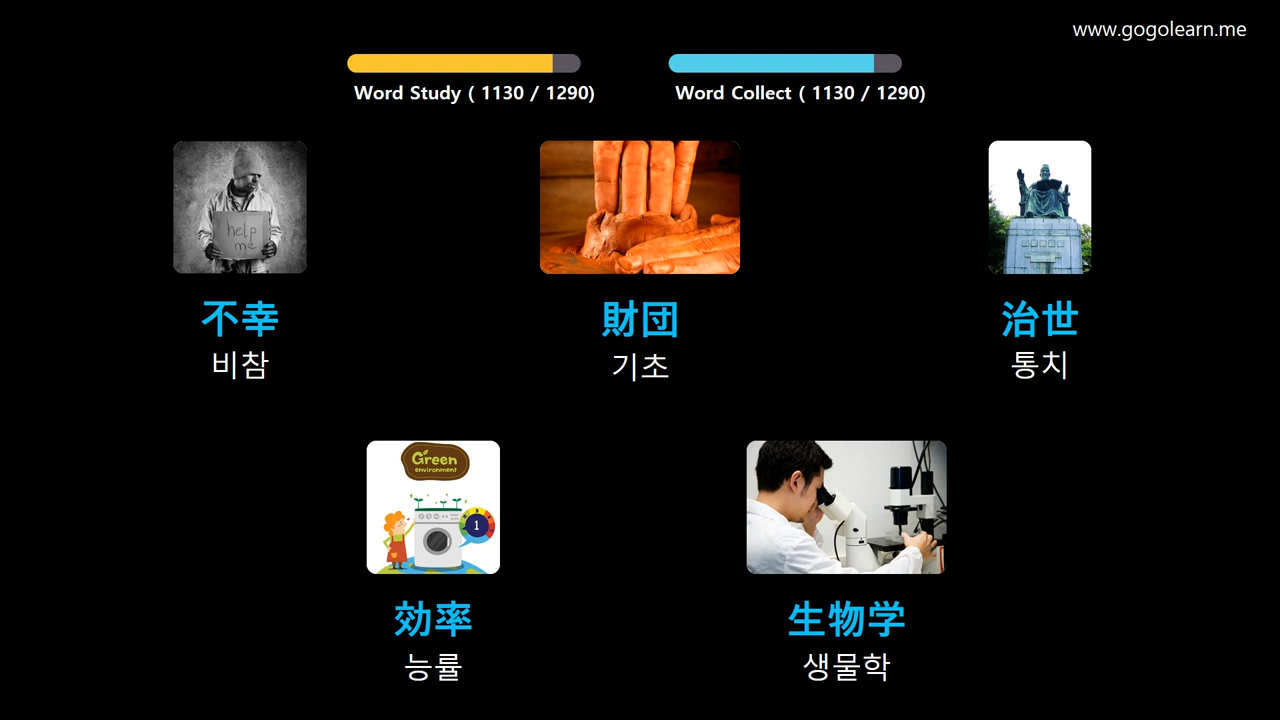 www.gogolearn.me
Word Study ( 1130 / 1290)
Word Collect ( 1130 / 1290)
help
me
不幸
비참
財団
기초
治世
통치
Green
environment
1
効率
능률
生物学
생물학